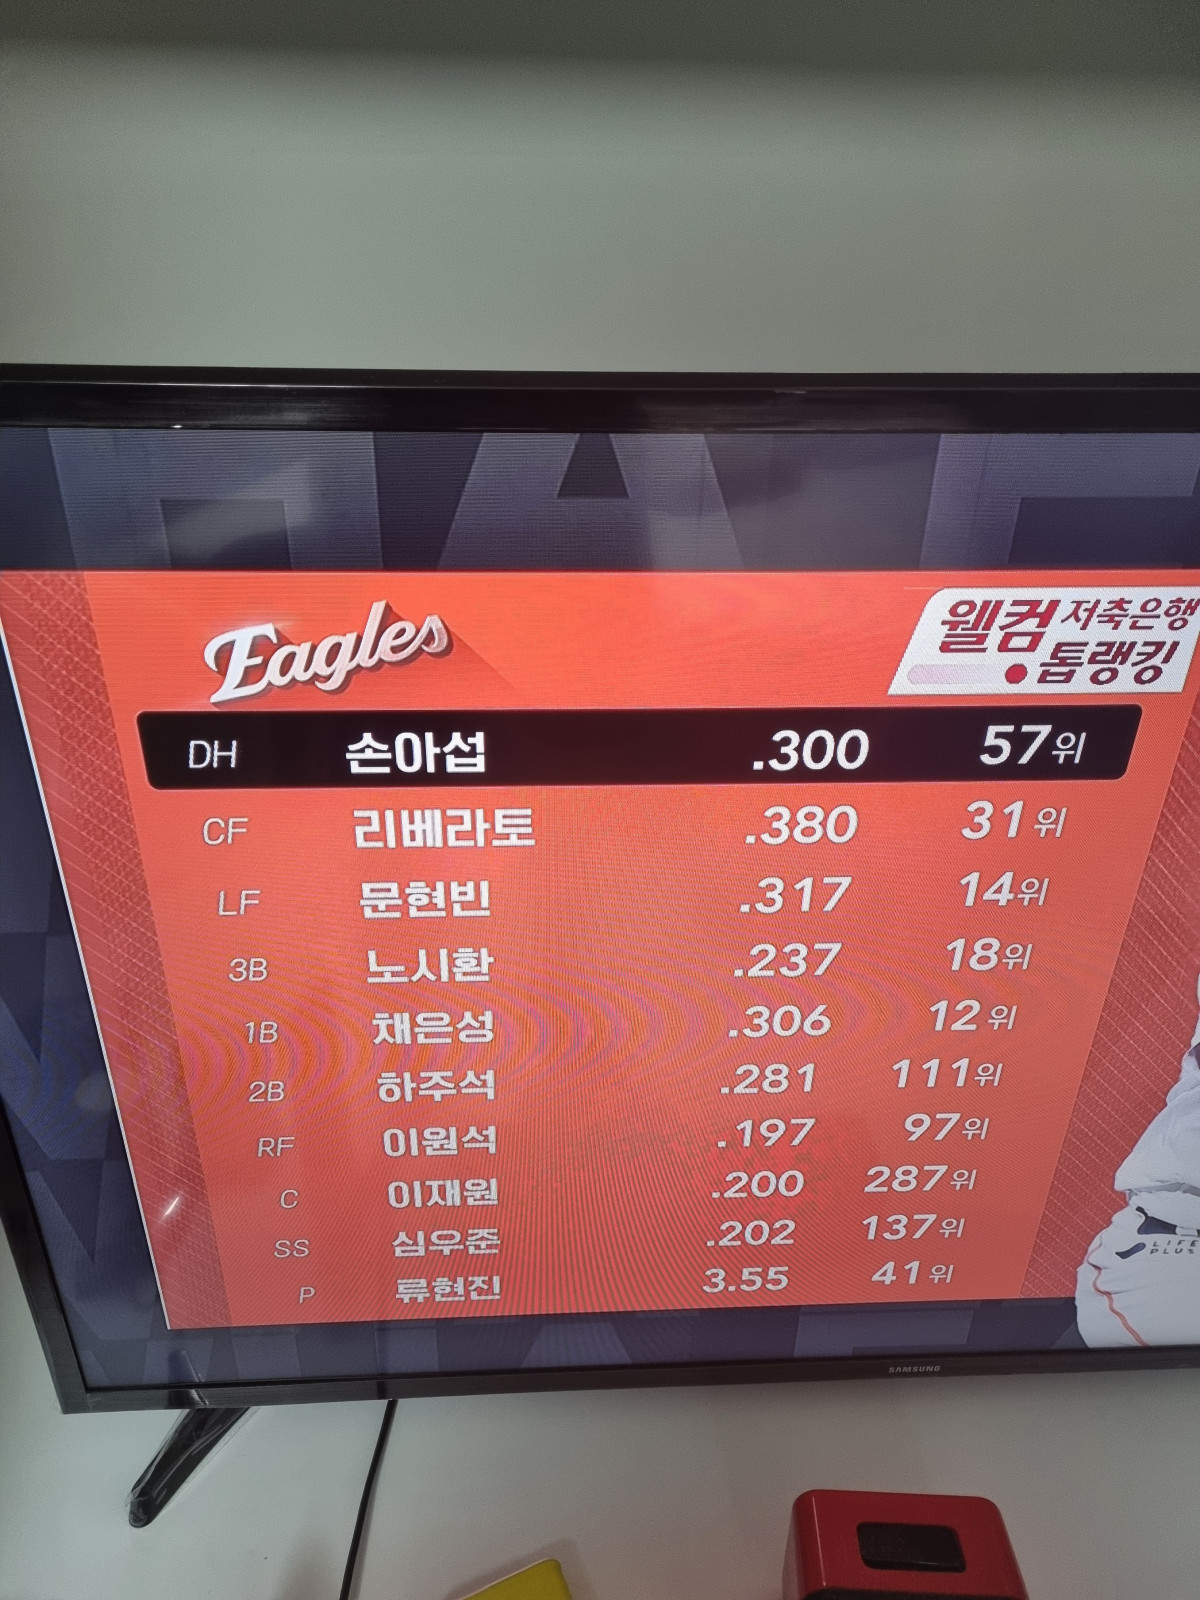 Eagles
웰컴저축은행
톱랭킹
DH 손아섭 .300 57위
CF 리베라토 .380 31위
LF 문현빈 .317 14위
3B 노시환 .237 18위
1B 채은성 .306 12위
2B 하주석 .281 111위
RF 이원석 .197 97위
C 이재원 .200 287위
SS 심우준 .202 137위
P 류현진 3.55 41위
LIFE
PLUS
SAMSUNG